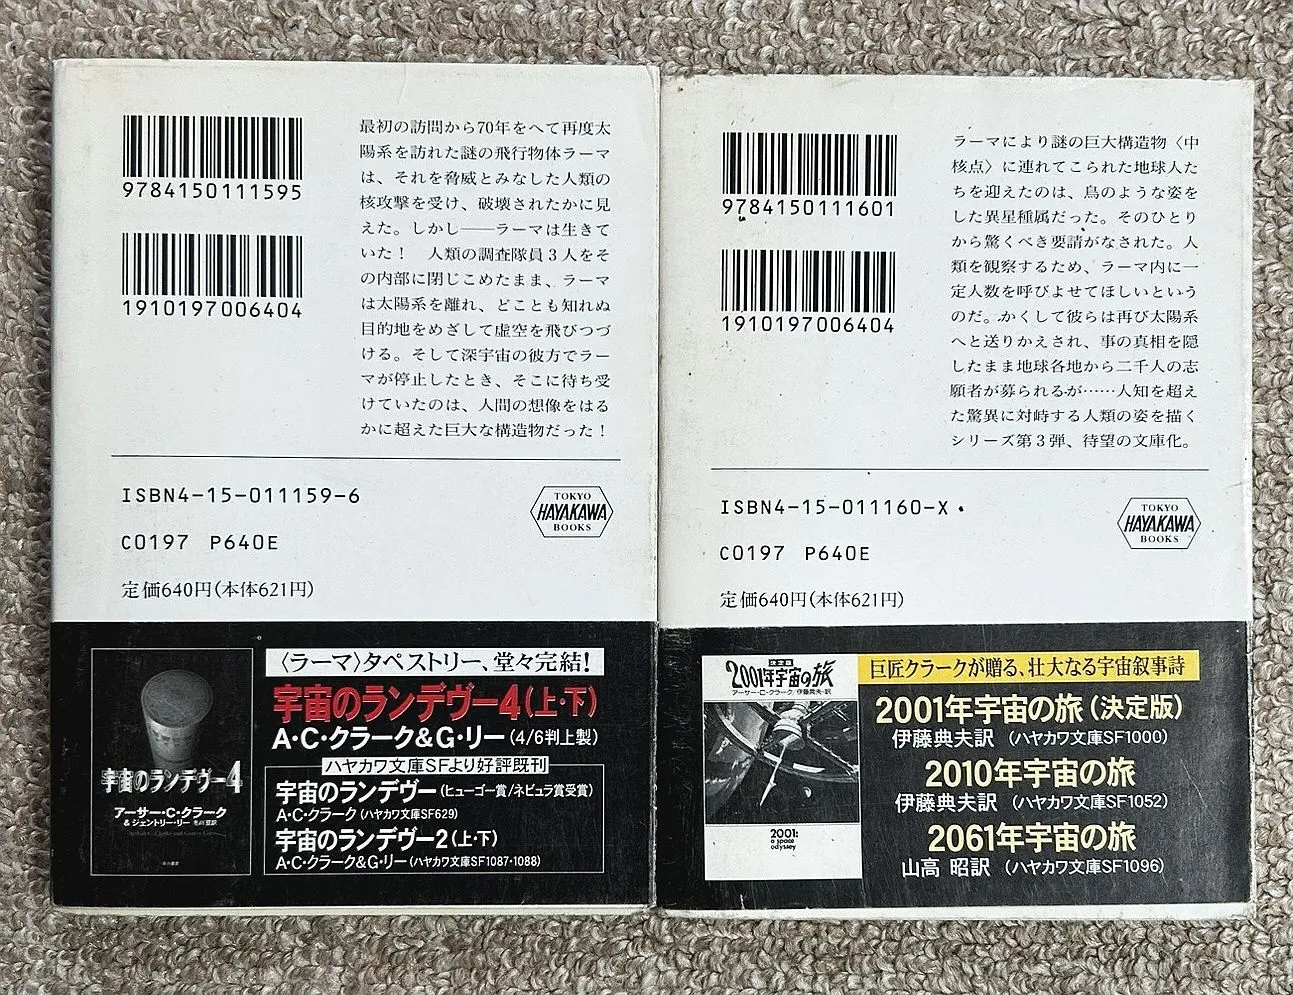 9784150111595
1910197006404
最初の訪問から70年をへて再度太
陽系を訪れた謎の飛行物体ラーマ
は、それを脅威とみなした人類の
核攻撃を受け、破壊されたかに見
えた。しかし──ラーマは生きて
いた！　人類の調査隊員3人をそ
の内部に閉じこめたまま、ラーマ
は太陽系を離れ、どことも知れぬ
目的地をめざして虚空を飛びつづ
ける。そして深宇宙の彼方でラー
マが停止したとき、そこに待ち受
けていたのは、人間の想像をはる
かに超えた巨大な構造物だった！
ISBN4-15-011159-6
C0197 P640E
定価640円(本体621円)
TOKYO
HAYAKAWA
BOOKS
宇宙のランデヴー4
アーサー・C・クラーク
&ジェントリー・リー
〈ラーマ〉タペストリー、堂々完結！
宇宙のランデヴー4(上・下)
A・C・クラーク&G・リー(4/6判上製)
ハヤカワ文庫SFより好評既刊
宇宙のランデヴー(ヒューゴー賞/ネビュラ賞受賞)
A・C・クラーク(ハヤカワ文庫SF629)
宇宙のランデヴー2(上・下)
A・C・クラーク&G・リー(ハヤカワ文庫SF1087・1088)
9784150111601
1910197006404
ラーマにより謎の巨大構造物〈中
核点〉に連れてこられた地球人た
ちを迎えたのは、鳥のような姿を
した異星種属だった。そのひとり
から驚くべき要請がなされた。人
類を観察するため、ラーマ内に一
定人数を呼びよせてほしいという
のだ。かくして彼らは再び太陽系
へと送りかえされ、事の真相を隠
したまま地球各地から二千人の志
願者が募られるが……人知を超え
た驚異に対峙する人類の姿を描く
シリーズ第3弾、待望の文庫化。
ISBN4-15-011160-X
C0197 P640E
定価640円(本体621円)
TOKYO
HAYAKAWA
BOOKS
決定版
2001年宇宙の旅
アーサー・C・クラーク/伊藤典夫・訳
2001:
a space
odyssey
巨匠クラークが贈る、壮大なる宇宙叙事詩
2001年宇宙の旅(決定版)
伊藤典夫訳 (ハヤカワ文庫SF1000)
2010年宇宙の旅
伊藤典夫訳 (ハヤカワ文庫SF1052)
2061年宇宙の旅
山高 昭訳 (ハヤカワ文庫SF1096)